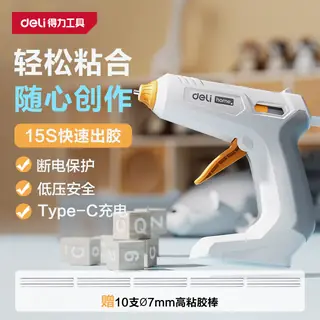 deli 得力工具
轻松粘合
随心创作
15S快速出胶
断电保护
低压安全
Type-C充电
deli home
赠10支Ø7mm高粘胶棒